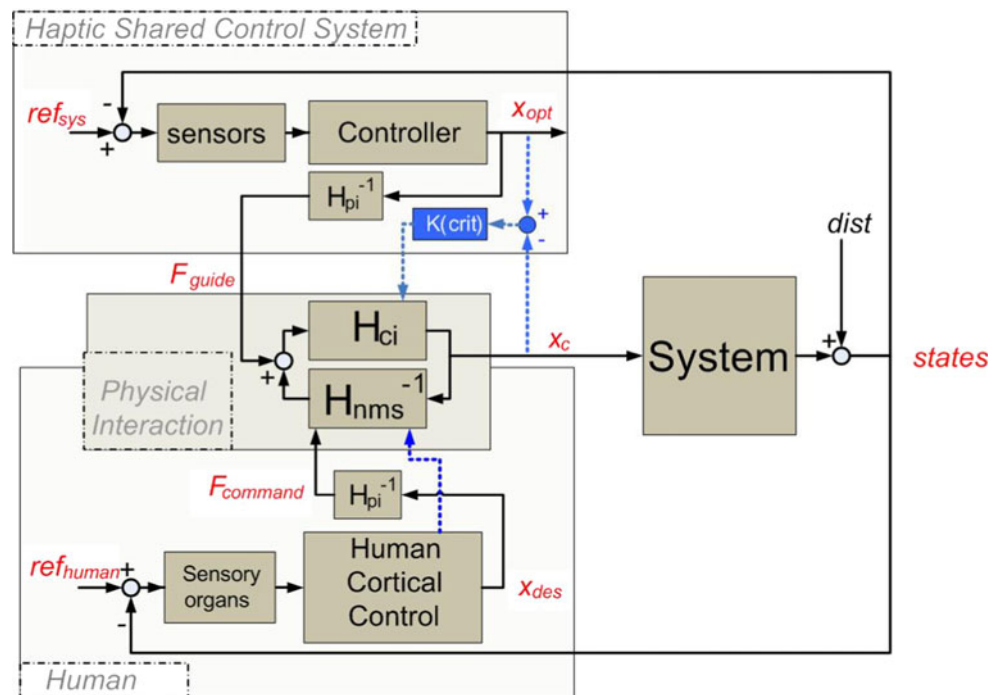 Haptic Shared Control System
ref_sys
-
+
sensors
Controller
x_opt
H_pi^-1
K(crit)
+
-
F_guide
dist
H_ci
+
x_c
System
+
states
Physical
Interaction
H_nms^-1
F_command
H_pi^-1
ref_human
+
-
Sensory
organs
Human
Cortical
Control
x_des
Human